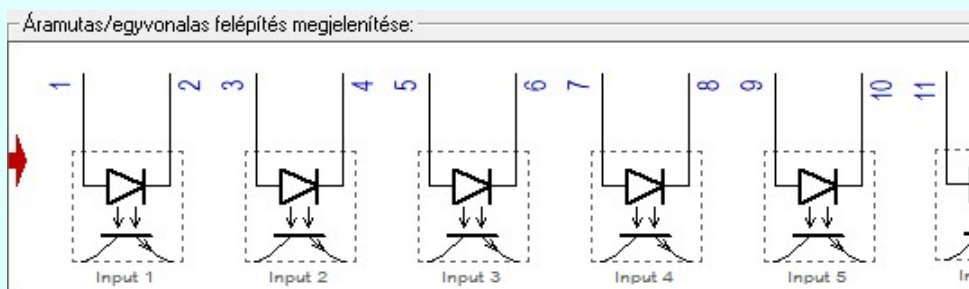 Áramutas/egyvonalas felépítés megjelenítése:
1 2 3 4 5 6 7 8 9 10 11
Input 1 Input 2 Input 3 Input 4 Input 5